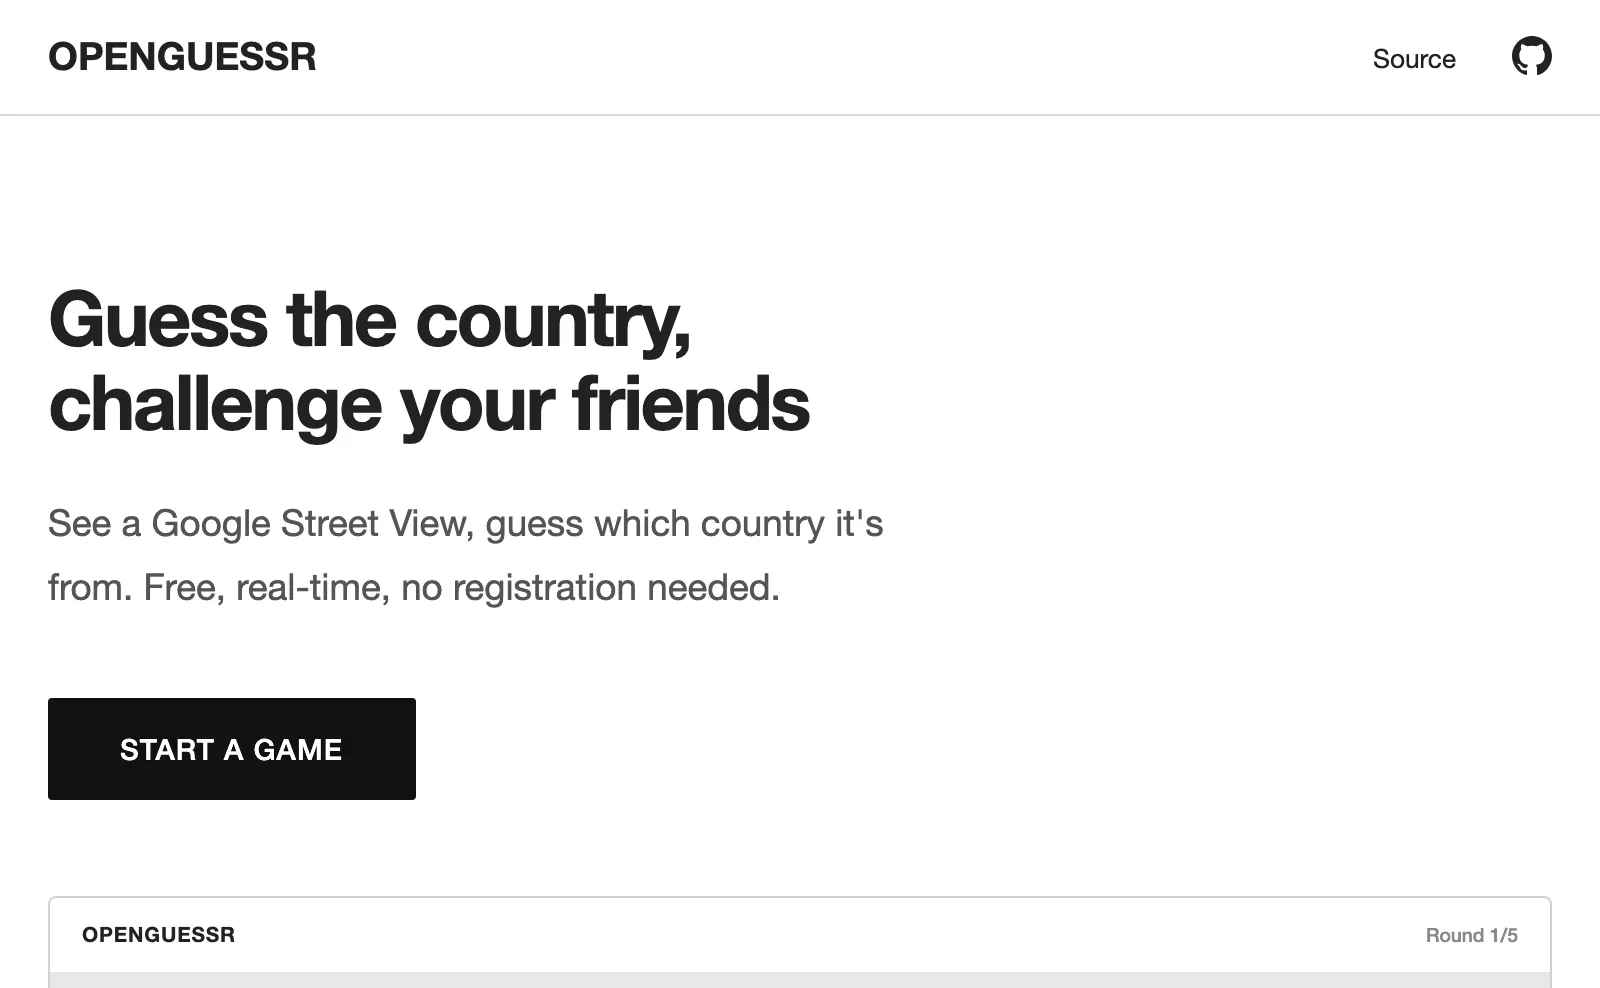 OPENGUESSR
Source
Guess the country,
challenge your friends
See a Google Street View, guess which country it's
from. Free, real-time, no registration needed.
START A GAME
OPENGUESSR
Round 1/5